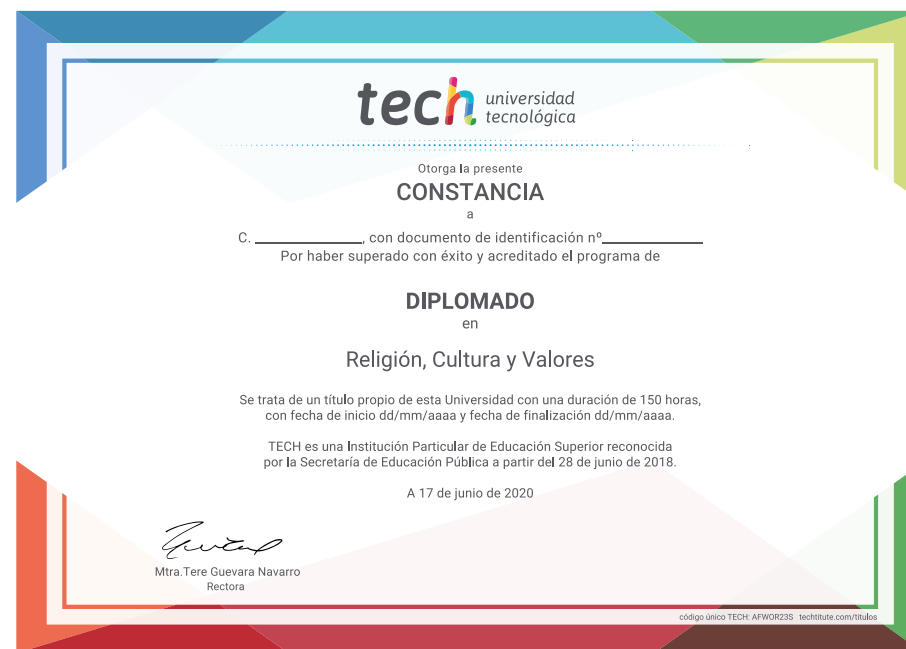 tech universidad
tecnológica
Otorga la presente
CONSTANCIA
a
C. ______________, con documento de identificación nº_____________
Por haber superado con éxito y acreditado el programa de
DIPLOMADO
en
Religión, Cultura y Valores
Se trata de un título propio de esta Universidad con una duración de 150 horas,
con fecha de inicio dd/mm/aaaa y fecha de finalización dd/mm/aaaa.
TECH es una Institución Particular de Educación Superior reconocida
por la Secretaría de Educación Pública a partir del 28 de junio de 2018.
A 17 de junio de 2020
Mtra.Tere Guevara Navarro
Rectora
código único TECH: AFWOR23S techtitute.com/titulos